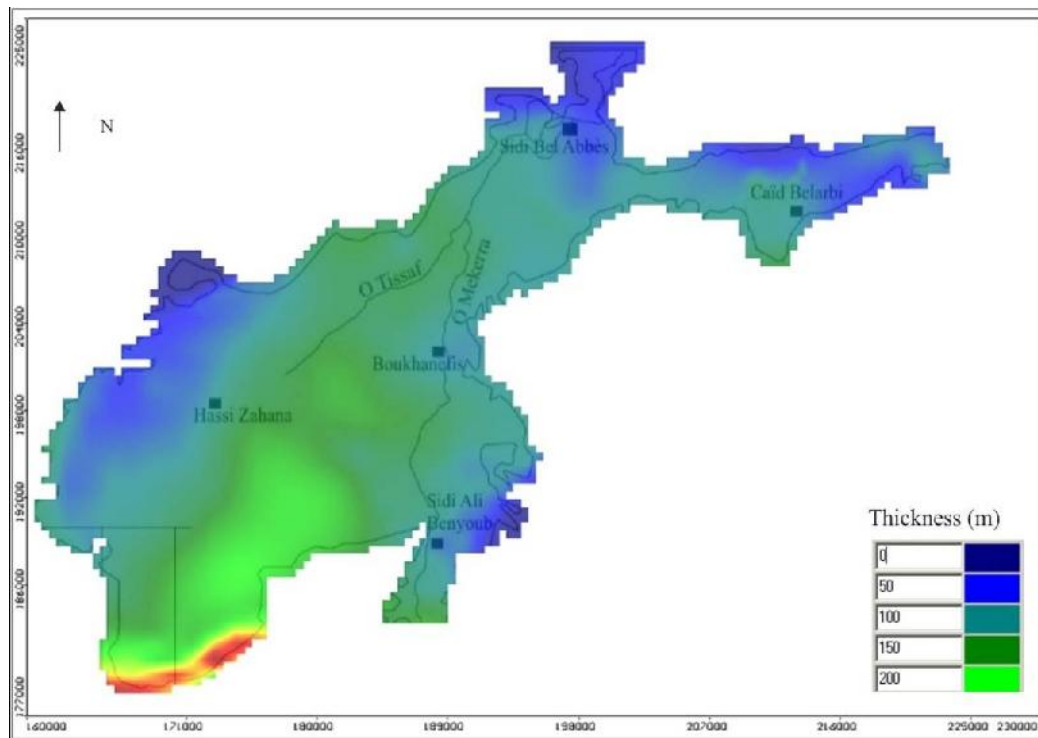 225000
216000
210000
204000
198000
192000
186000
177000
N
Sidi Bel Abbès
Caïd Belarbi
O Tissaf
O Mekerra
Boukhanefis
Hassi Zahana
Sidi Ali
Benyoub
Thickness (m)
0
50
100
150
200
160000 171000 180000 189000 198000 207000 216000 225000 230000